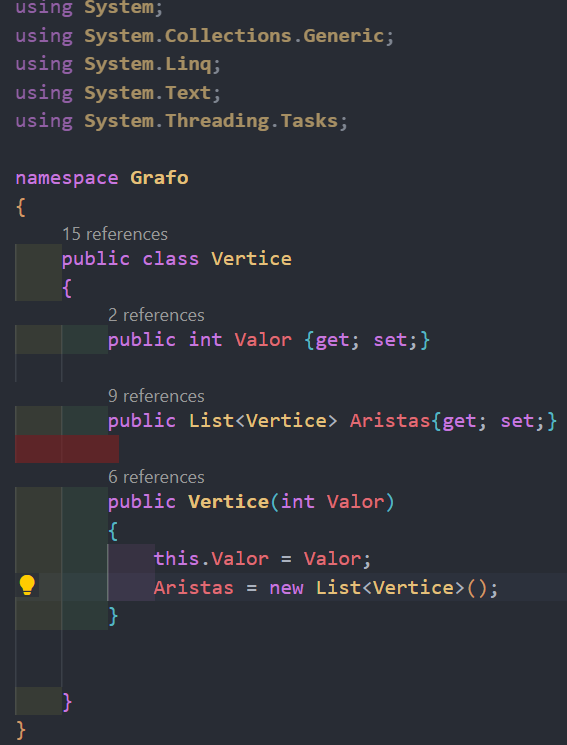 using System;
using System.Collections.Generic;
using System.Linq;
using System.Text;
using System.Threading.Tasks;
namespace Grafo
{
15 references
public class Vertice
{
2 references
public int Valor {get; set;}
9 references
public List<Vertice> Aristas{get; set;}
6 references
public Vertice(int Valor)
{
this.Valor = Valor;
Aristas = new List<Vertice>();
}
}
}